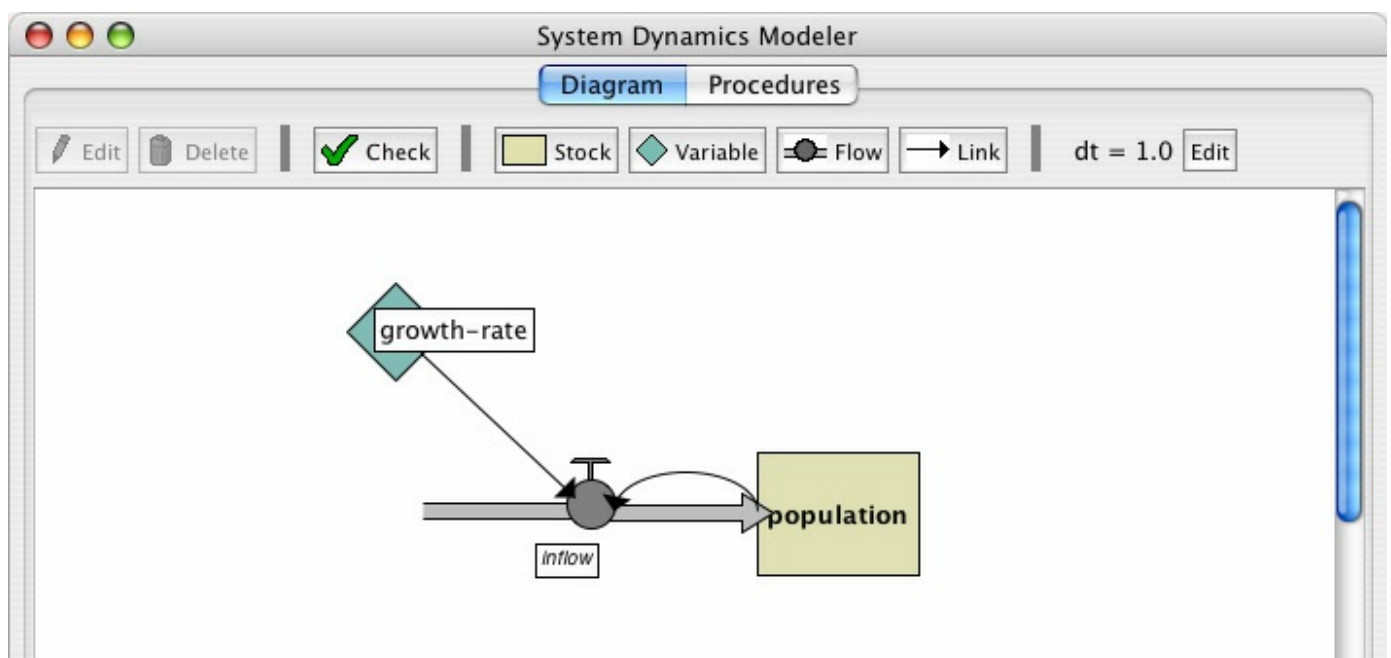 System Dynamics Modeler
Diagram Procedures
Edit Delete Check Stock Variable Flow Link dt = 1.0 Edit
growth-rate
population
inflow